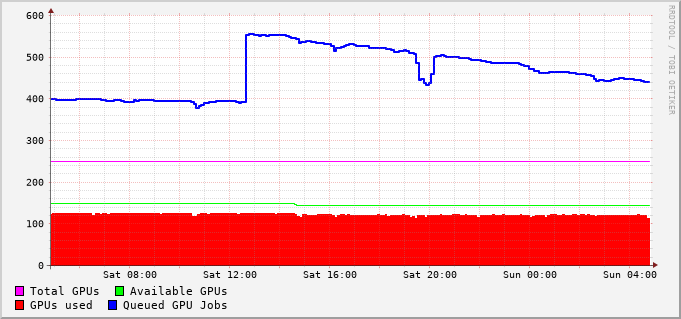 600
500
400
300
200
100
0
Sat 08:00 Sat 12:00 Sat 16:00 Sat 20:00 Sun 00:00 Sun 04:00
Total GPUs Available GPUs
GPUs used Queued GPU Jobs
RRDTOOL / TOBI OETIKER